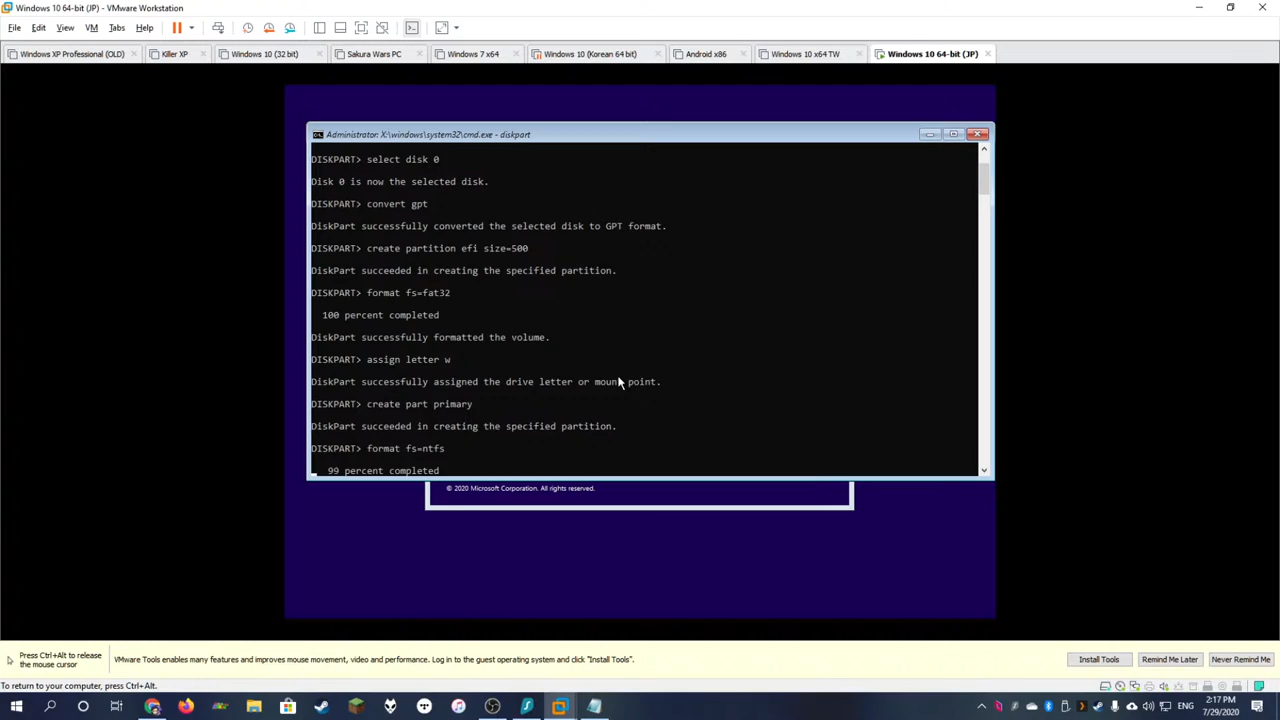 Windows 10 64-bit (JP) - VMware Workstation
File Edit View VM Tabs Help
Windows XP Professional (OLD) Killer XP Windows 10 (32 bit) Sakura Wars PC Windows 7 x64 Windows 10 (Korean 64 bit) Android x86 Windows 10 x64 TW Windows 10 64-bit (JP)
Administrator: X:\windows\system32\cmd.exe - diskpart
DISKPART> select disk 0
Disk 0 is now the selected disk.
DISKPART> convert gpt
DiskPart successfully converted the selected disk to GPT format.
DISKPART> create partition efi size=500
DiskPart succeeded in creating the specified partition.
DISKPART> format fs=fat32
100 percent completed
DiskPart successfully formatted the volume.
DISKPART> assign letter w
DiskPart successfully assigned the drive letter or mount point.
DISKPART> create part primary
DiskPart succeeded in creating the specified partition.
DISKPART> format fs=ntfs
99 percent completed
© 2020 Microsoft Corporation. All rights reserved.
Press Ctrl+Alt to release the mouse cursor
VMware Tools enables many features and improves mouse movement, video and performance. Log in to the guest operating system and click "Install Tools".
Install Tools Remind Me Later Never Remind Me
To return to your computer, press Ctrl+Alt.
ENG
2:17 PM
7/29/2020